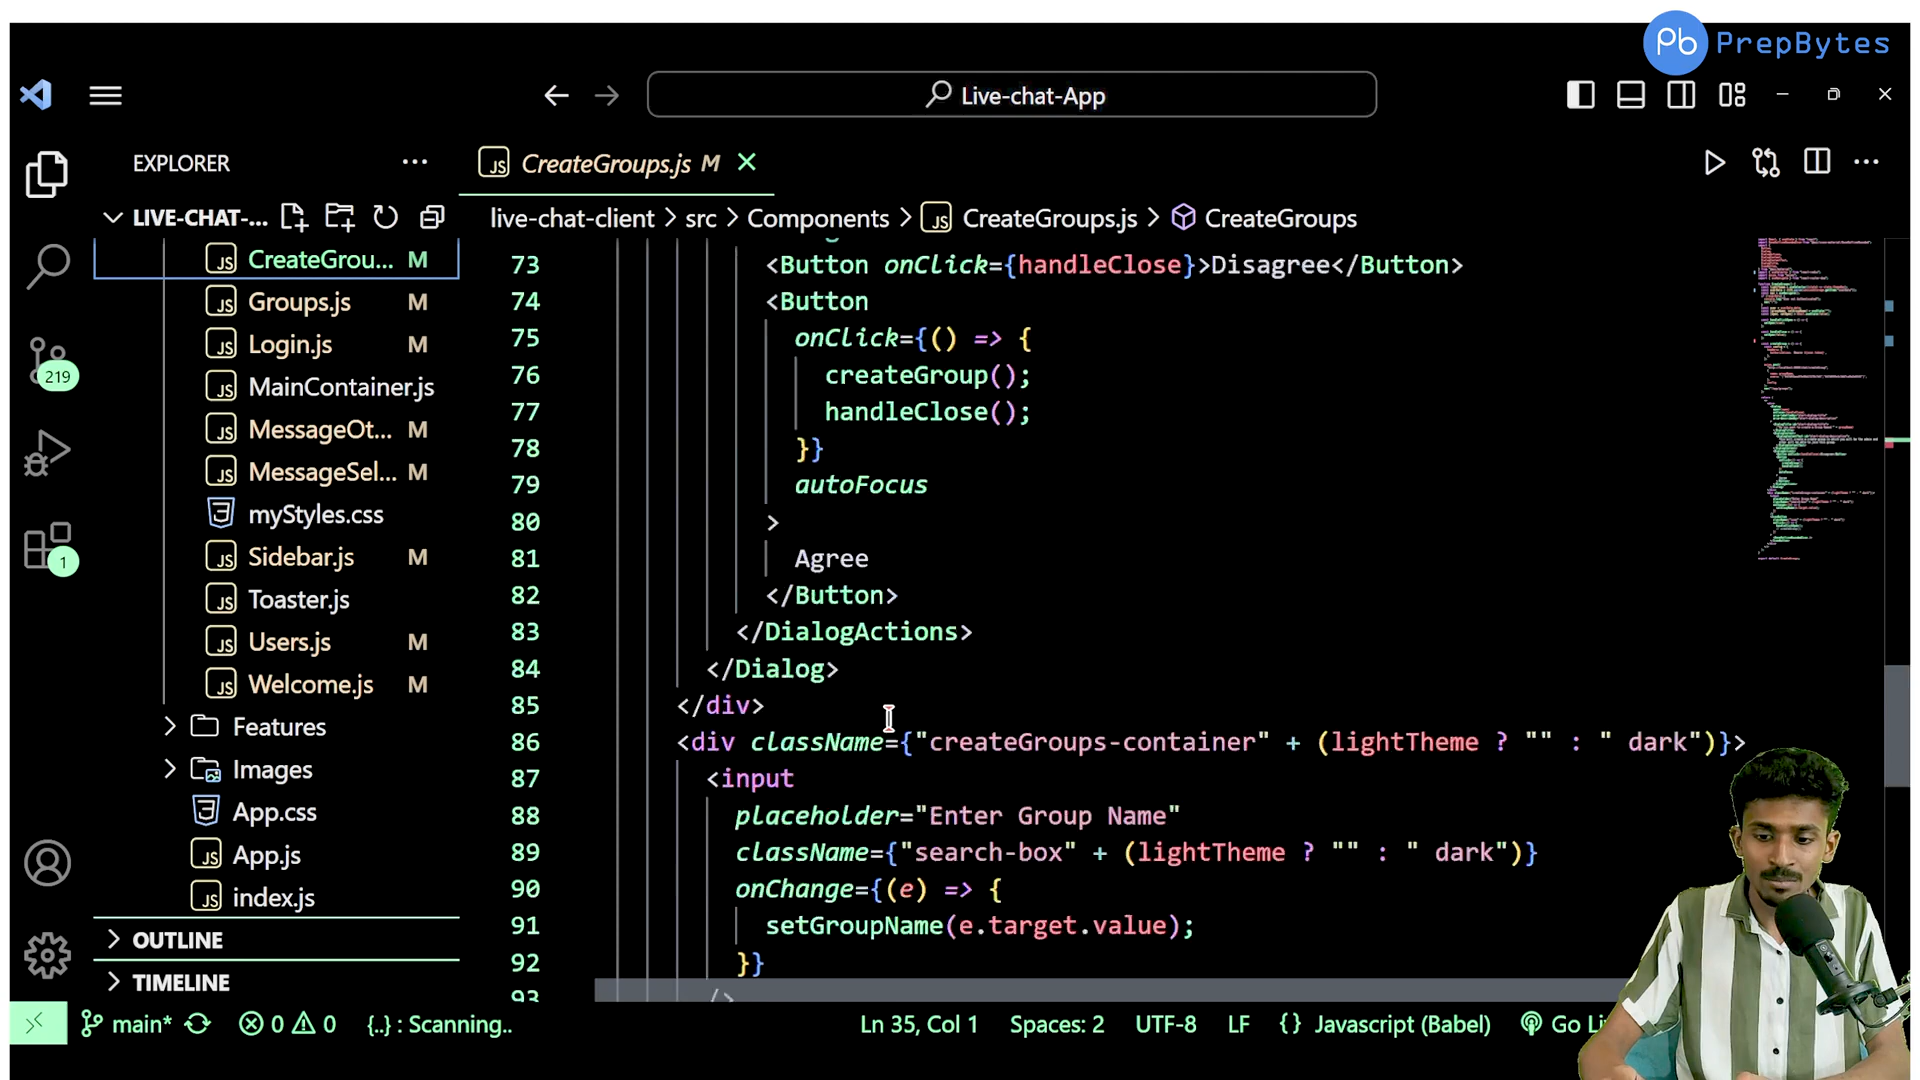 Pb PrepBytes
Live-chat-App
EXPLORER
CreateGroups.js M
LIVE-CHAT-...
live-chat-client > src > Components > CreateGroups.js > CreateGroups
CreateGrou... M
Groups.js M
Login.js M
MainContainer.js
MessageOt... M
MessageSel... M
myStyles.css
Sidebar.js M
Toaster.js
Users.js M
Welcome.js M
Features
Images
App.css
App.js
index.js
OUTLINE
TIMELINE
219
1
73 <Button onClick={handleClose}>Disagree</Button>
74 <Button
75 onClick={() => {
76 createGroup();
77 handleClose();
78 }}
79 autoFocus
80 >
81 Agree
82 </Button>
83 </DialogActions>
84 </Dialog>
85 </div>
86 <div className={"createGroups-container" + (lightTheme ? "" : " dark")}>
87 <input
88 placeholder="Enter Group Name"
89 className={"search-box" + (lightTheme ? "" : " dark")}
90 onChange={(e) => {
91 setGroupName(e.target.value);
92 }}
93 />
main* 0 0 {..} : Scanning.. Ln 35, Col 1 Spaces: 2 UTF-8 LF {} Javascript (Babel) Go Li